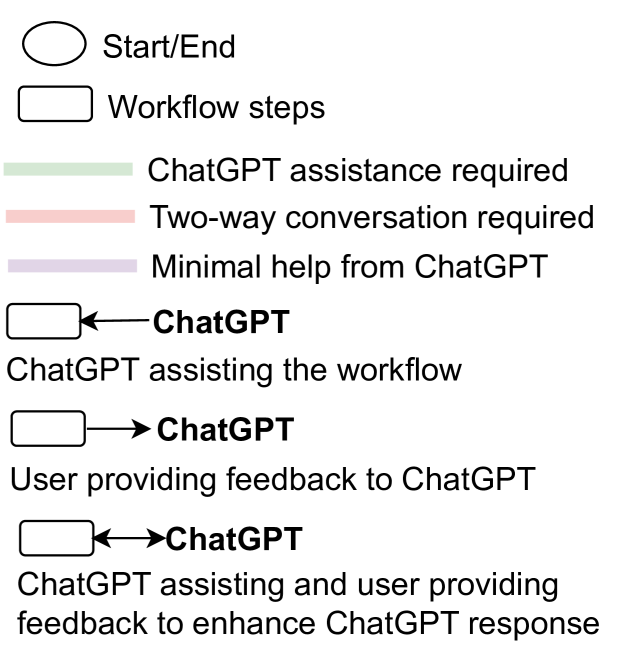 Start/End
Workflow steps
ChatGPT assistance required
Two-way conversation required
Minimal help from ChatGPT
ChatGPT
ChatGPT assisting the workflow
ChatGPT
User providing feedback to ChatGPT
ChatGPT
ChatGPT assisting and user providing
feedback to enhance ChatGPT response